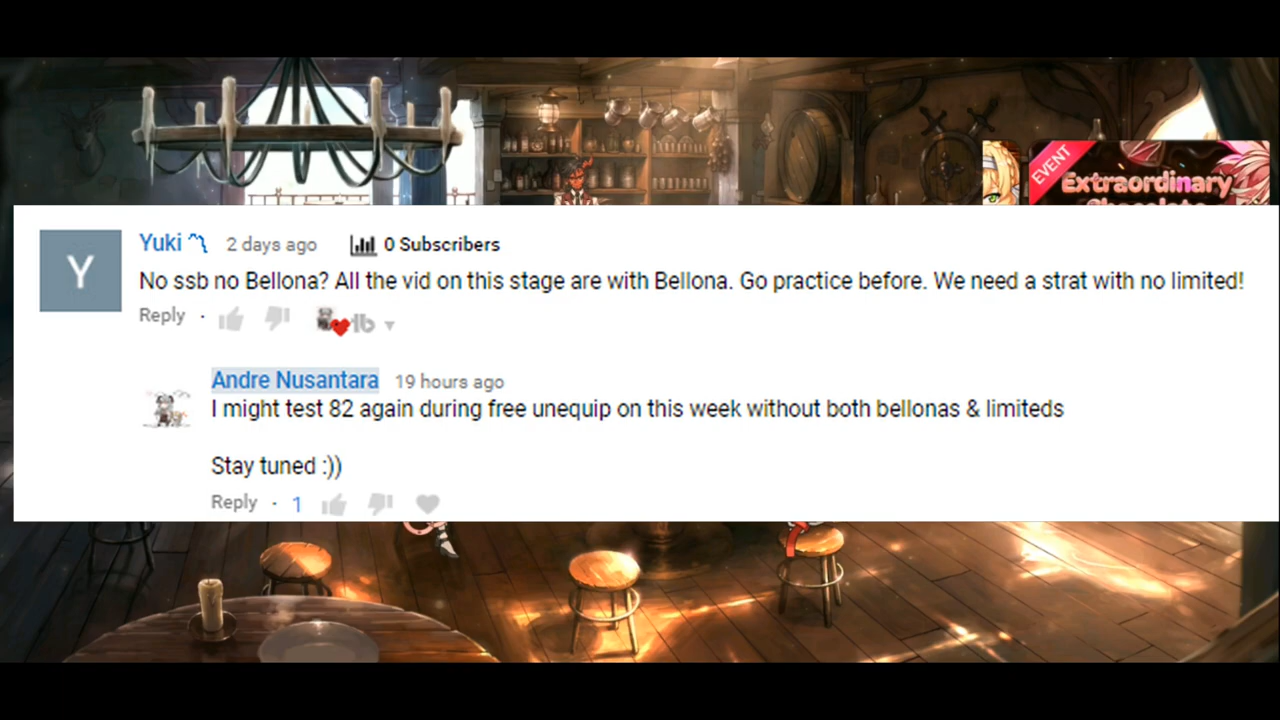 EVENT
Extraordinary
Chocolate
Y
Yuki 〽 2 days ago 0 Subscribers
No ssb no Bellona? All the vid on this stage are with Bellona. Go practice before. We need a strat with no limited!
Reply ·
Andre Nusantara 19 hours ago
I might test 82 again during free unequip on this week without both bellonas & limiteds
Stay tuned :))
Reply · 1